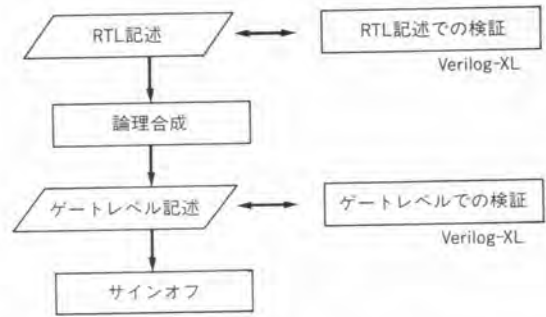 RTL記述
RTL記述での検証
Verilog-XL
論理合成
ゲートレベル記述
ゲートレベルでの検証
Verilog-XL
サインオフ